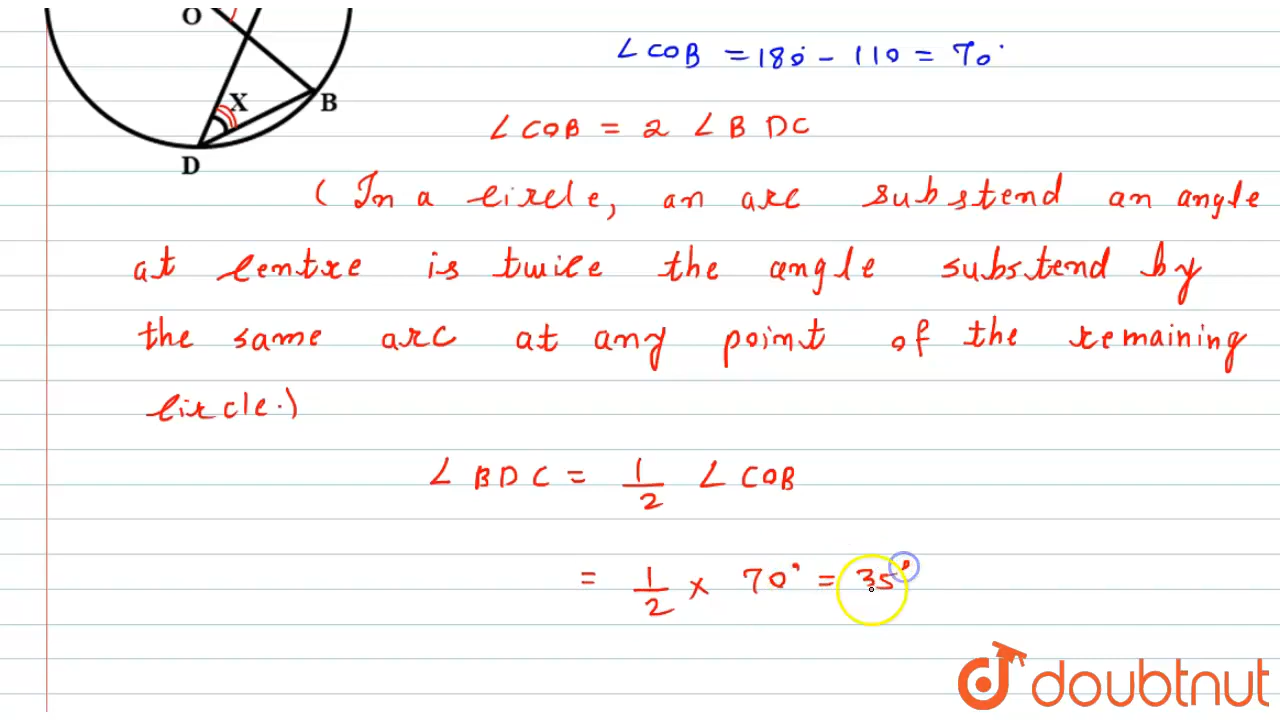 O
X
B
D
∠COB = 180° - 110 = 70°
∠COB = 2 ∠BDC
(In a circle, an arc substend an angle
at centre is twice the angle substend by
the same arc at any point of the remaining
circle.)
∠BDC = 1/2 ∠COB
= 1/2 × 70° = 35°
doubtnut